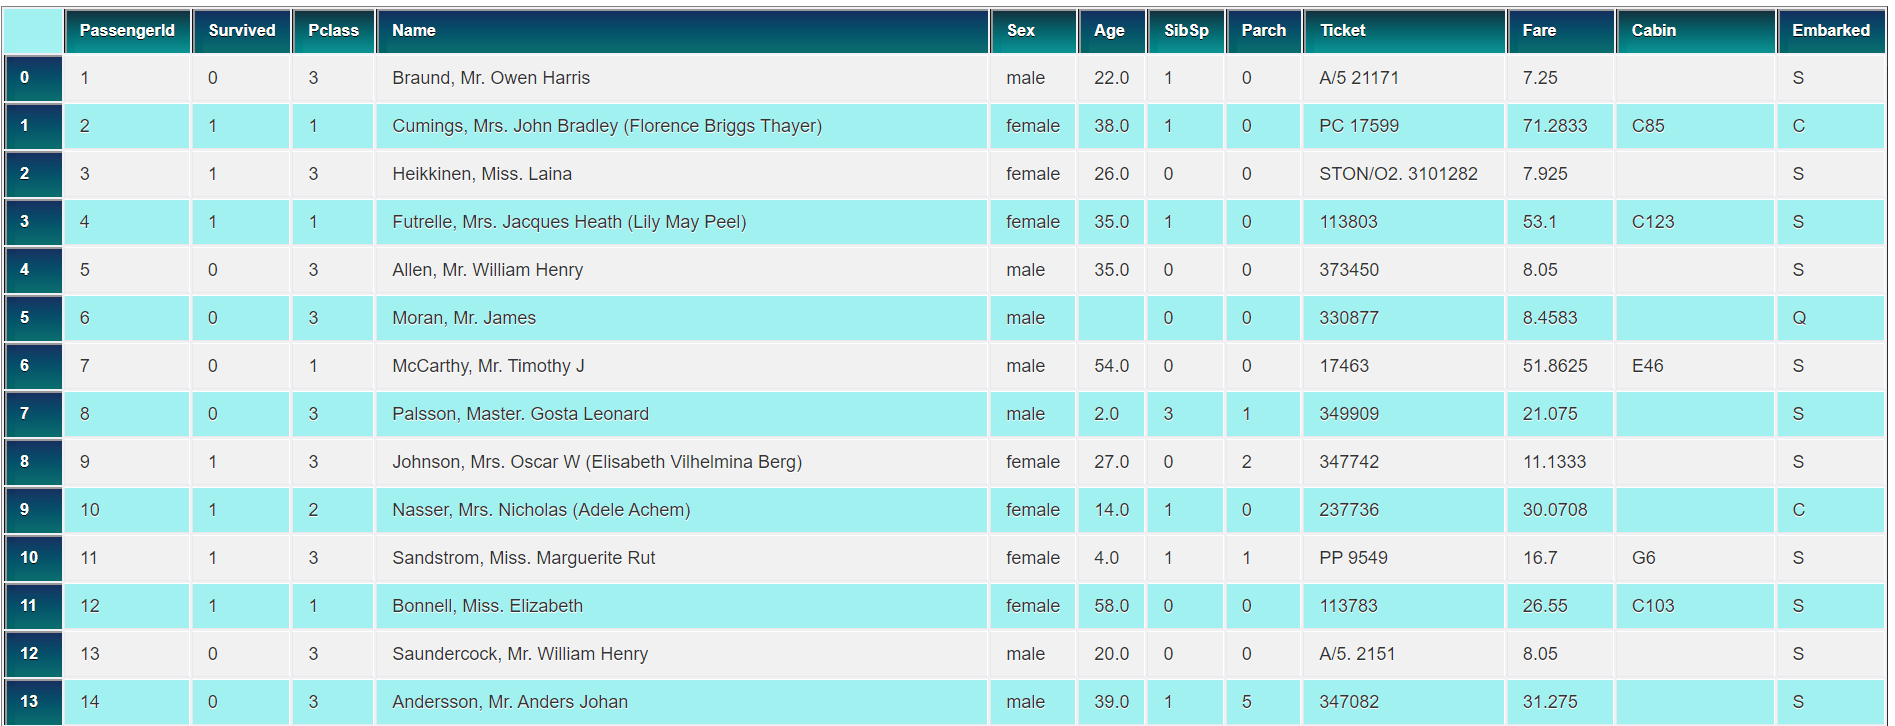 PassengerId Survived Pclass Name Sex Age SibSp Parch Ticket Fare Cabin Embarked
0 1 0 3 Braund, Mr. Owen Harris male 22.0 1 0 A/5 21171 7.25 S
1 2 1 1 Cumings, Mrs. John Bradley (Florence Briggs Thayer) female 38.0 1 0 PC 17599 71.2833 C85 C
2 3 1 3 Heikkinen, Miss. Laina female 26.0 0 0 STON/O2. 3101282 7.925 S
3 4 1 1 Futrelle, Mrs. Jacques Heath (Lily May Peel) female 35.0 1 0 113803 53.1 C123 S
4 5 0 3 Allen, Mr. William Henry male 35.0 0 0 373450 8.05 S
5 6 0 3 Moran, Mr. James male 0 0 330877 8.4583 Q
6 7 0 1 McCarthy, Mr. Timothy J male 54.0 0 0 17463 51.8625 E46 S
7 8 0 3 Palsson, Master. Gosta Leonard male 2.0 3 1 349909 21.075 S
8 9 1 3 Johnson, Mrs. Oscar W (Elisabeth Vilhelmina Berg) female 27.0 0 2 347742 11.1333 S
9 10 1 2 Nasser, Mrs. Nicholas (Adele Achem) female 14.0 1 0 237736 30.0708 C
10 11 1 3 Sandstrom, Miss. Marguerite Rut female 4.0 1 1 PP 9549 16.7 G6 S
11 12 1 1 Bonnell, Miss. Elizabeth female 58.0 0 0 113783 26.55 C103 S
12 13 0 3 Saundercock, Mr. William Henry male 20.0 0 0 A/5. 2151 8.05 S
13 14 0 3 Andersson, Mr. Anders Johan male 39.0 1 5 347082 31.275 S